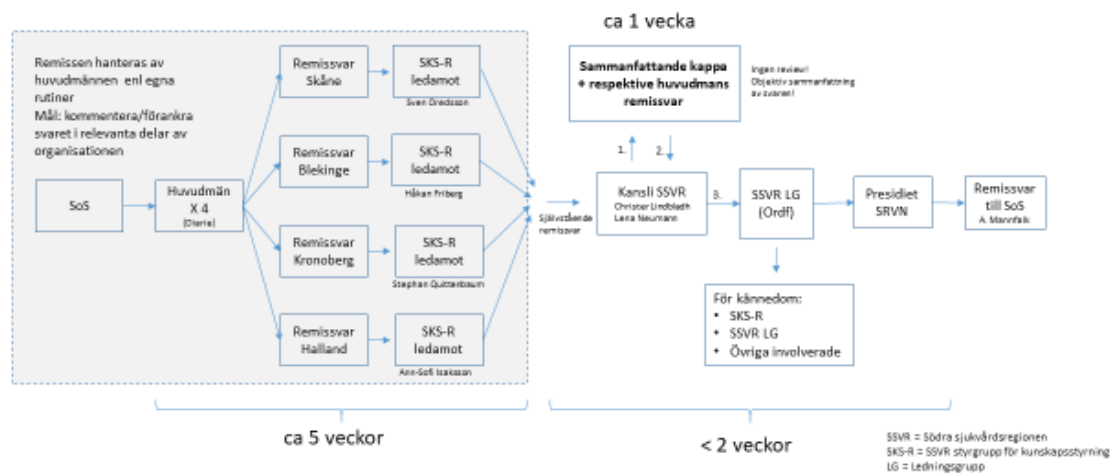 ca 1 vecka
Remissen hanteras av
huvudmännen enl egna
rutiner
Mål: kommentera/förankra
svaret i relevanta delar av
organisationen
SoS
Huvudmän
X 4
(Diarie)
Remissvar
Skåne
SKS-R
ledamot
Sven Oredsson
Remissvar
Blekinge
SKS-R
ledamot
Håkan Friberg
Remissvar
Kronoberg
SKS-R
ledamot
Stephan Quittenbaum
Remissvar
Halland
SKS-R
ledamot
Ann-Sofi Isaksson
Självstående
remissvar
Sammanfattande kappa
+ respektive huvudmans
remissvar
Ingen review!
Objektiv sammanfattning
av svaren!
1.
2.
Kansli SSVR
Christer Lindbladh
Lena Neumann
3.
SSVR LG
(Ordf)
Presidiet
SRVN
Remissvar
till SoS
A. Mannfalk
För kännedom:
• SKS-R
• SSVR LG
• Övriga involverade
ca 5 veckor
< 2 veckor
SSVR = Södra sjukvårdsregionen
SKS-R = SSVR styrgrupp för kunskapsstyrning
LG = Ledningsgrupp